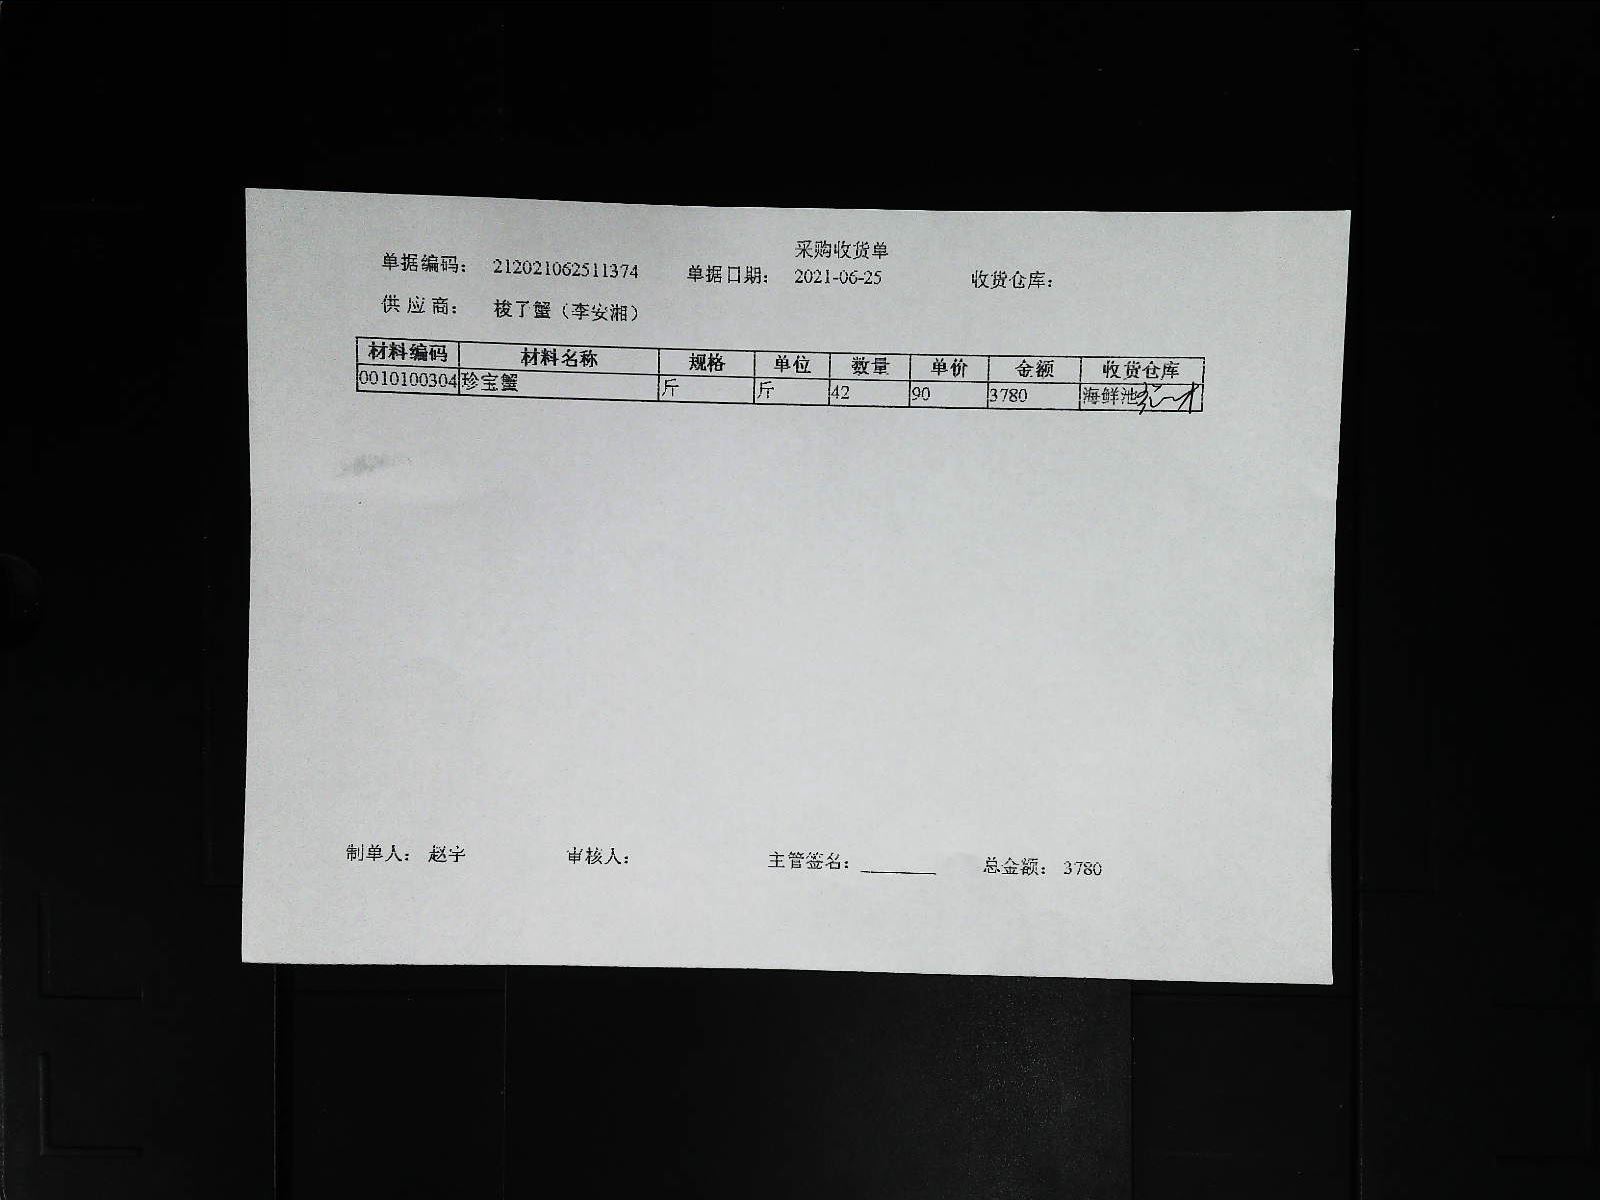 采购收货单
单据编码： 212021062511374 单据日期： 2021-06-25 收货仓库：
供应商： 梭子蟹（李安湘）
材料编码 材料名称 规格 单位 数量 单价 金额 收货仓库
0010100304 珍宝蟹 斤 斤 42 90 3780 海鲜池
制单人： 赵宇 审核人： 主管签名： 总金额： 3780